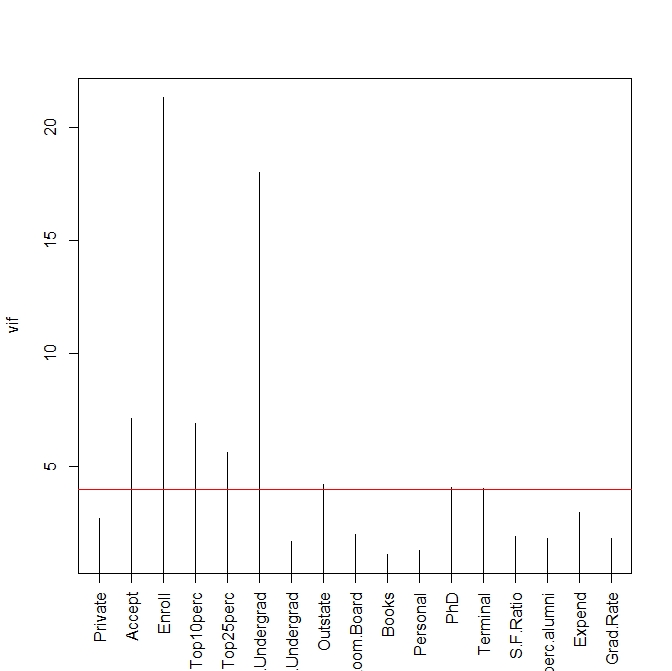 vif
20
15
10
5
Private
Accept
Enroll
Top10perc
Top25perc
.Undergrad
.Undergrad
Outstate
oom.Board
Books
Personal
PhD
Terminal
S.F.Ratio
perc.alumni
Expend
Grad.Rate